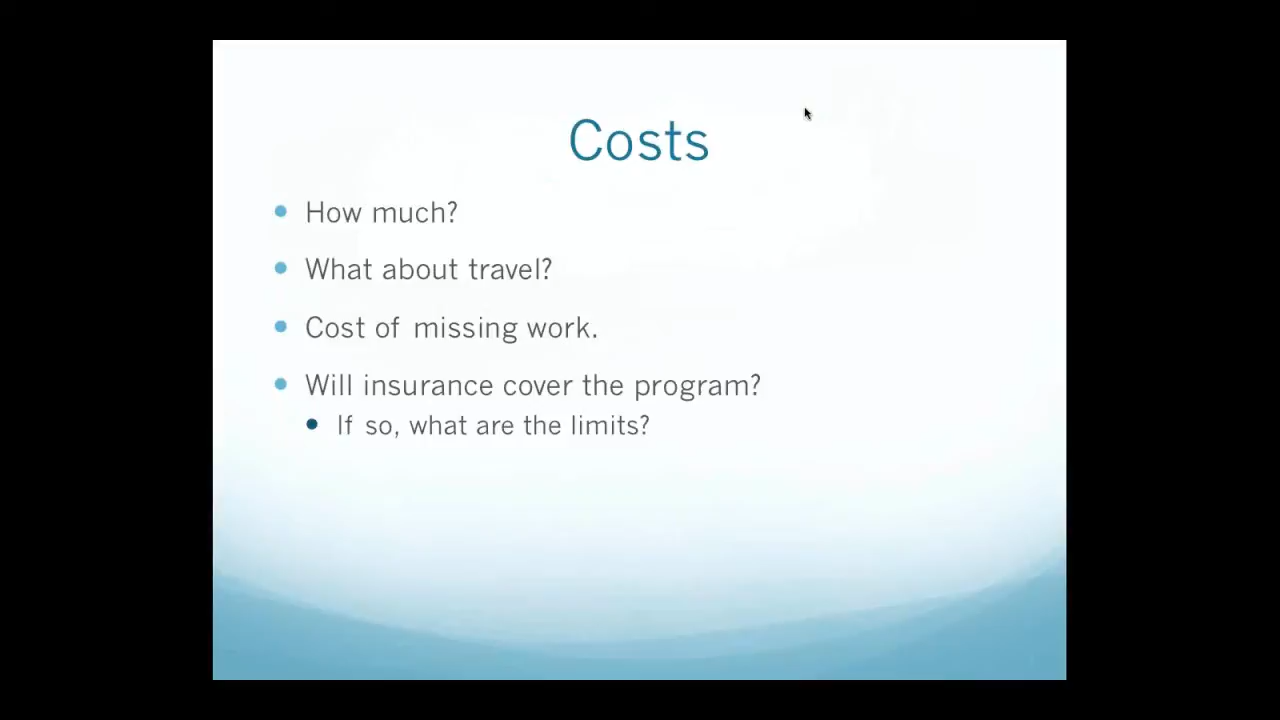 Costs
How much?
What about travel?
Cost of missing work.
Will insurance cover the program?
If so, what are the limits?